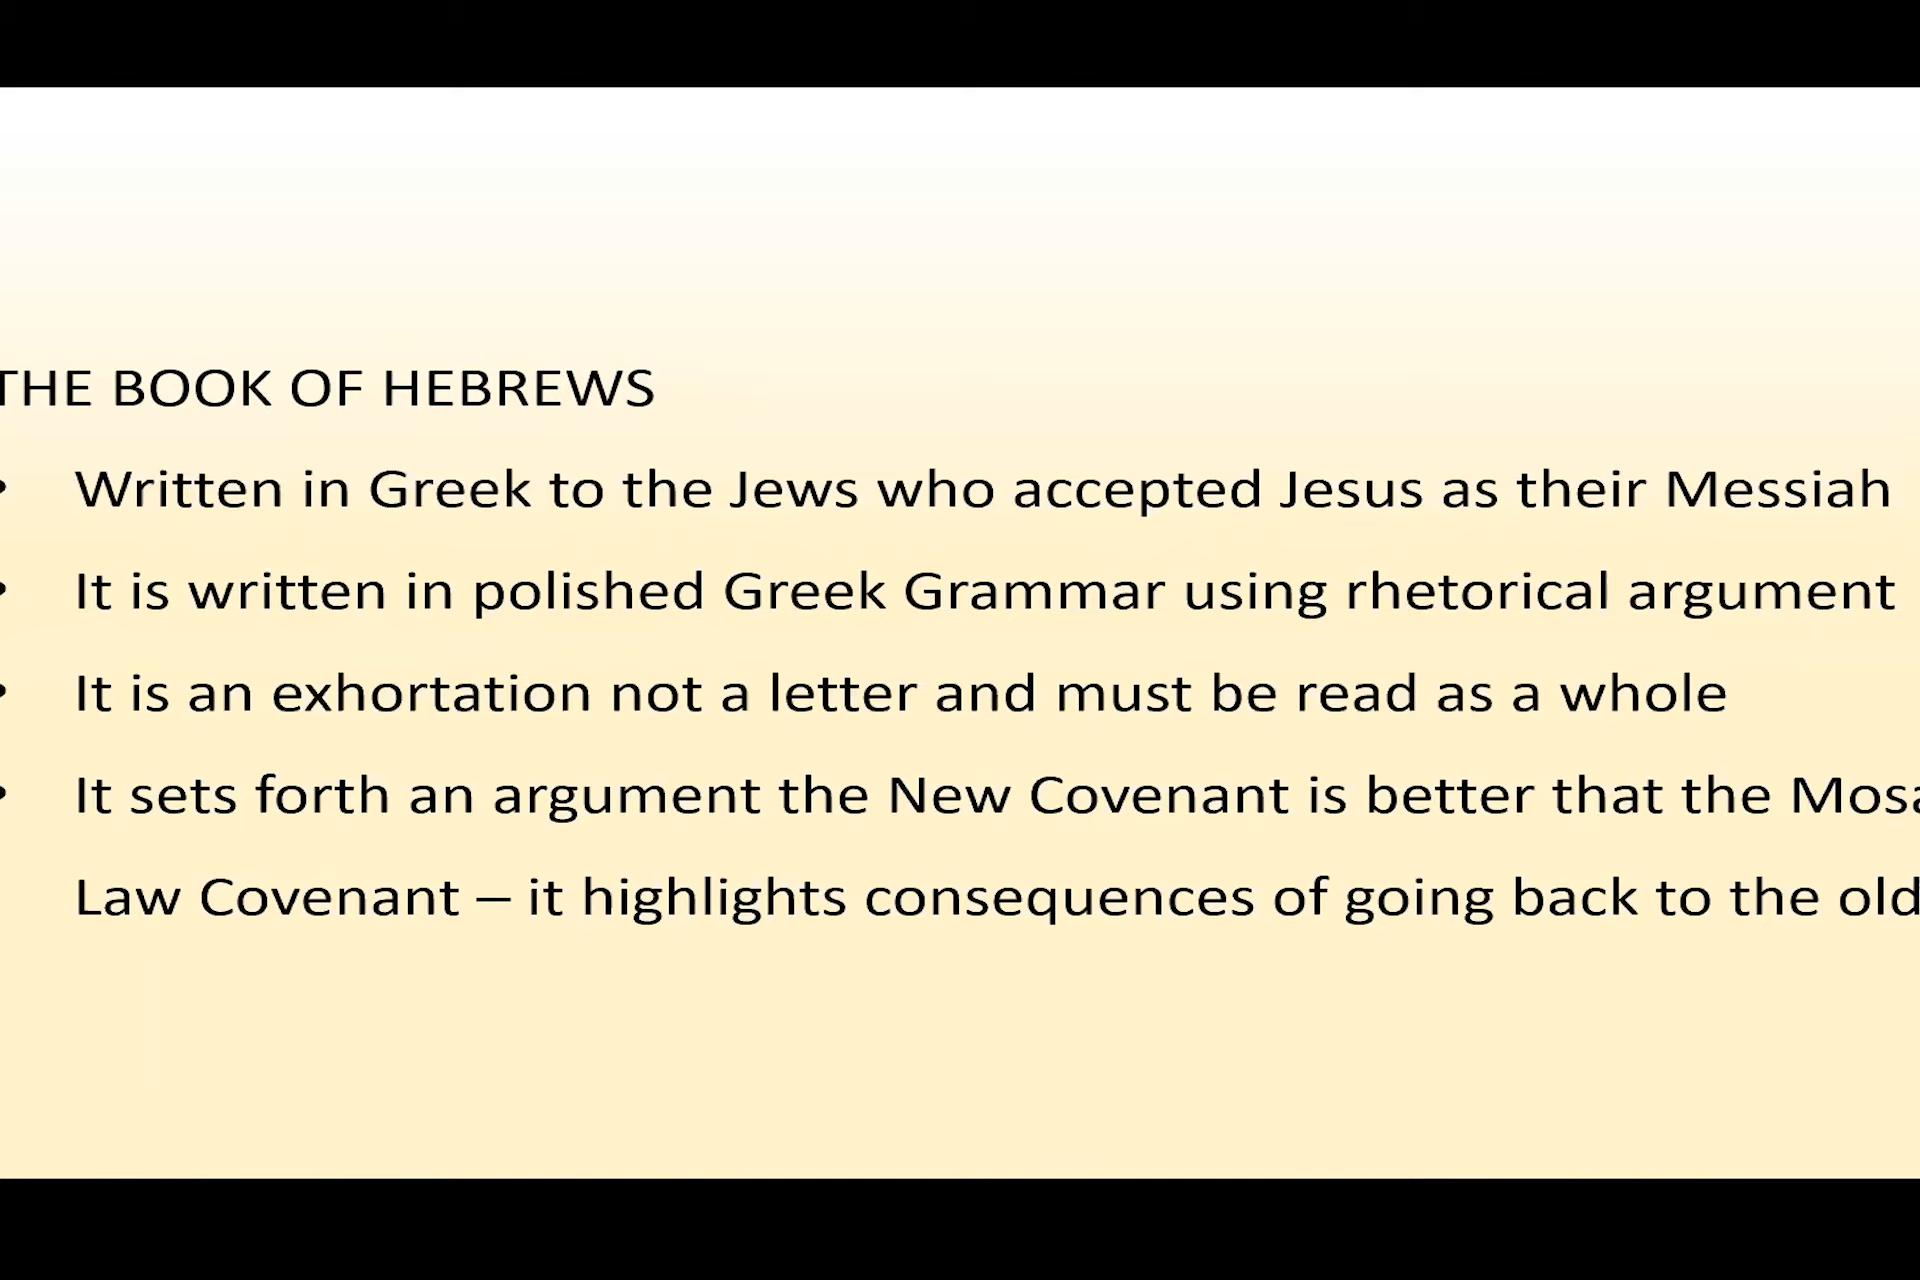 THE BOOK OF HEBREWS
• Written in Greek to the Jews who accepted Jesus as their Messiah
• It is written in polished Greek Grammar using rhetorical argument
• It is an exhortation not a letter and must be read as a whole
• It sets forth an argument the New Covenant is better that the Mosa
Law Covenant – it highlights consequences of going back to the old